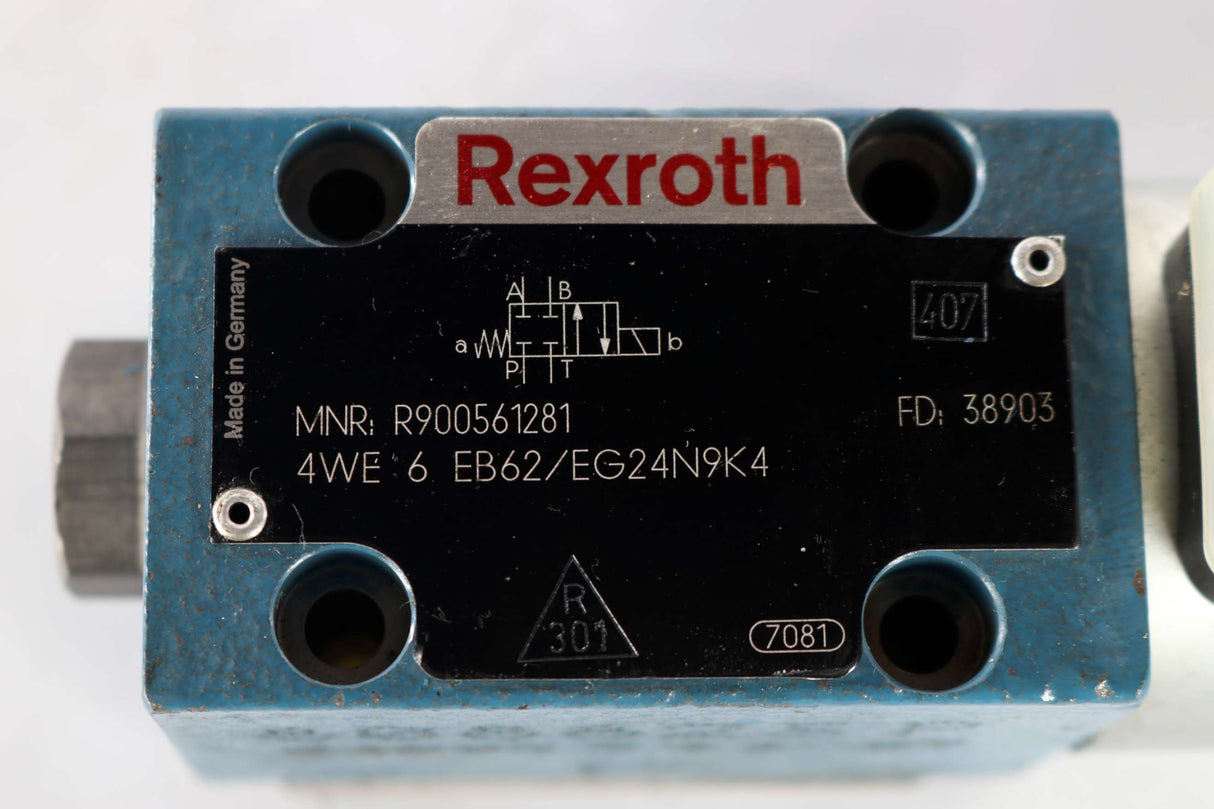 Rexroth
Made in Germany
A B
a b
P T
407
MNR: R900561281
FD: 38903
4WE 6 EB62/EG24N9K4
R
301
7081